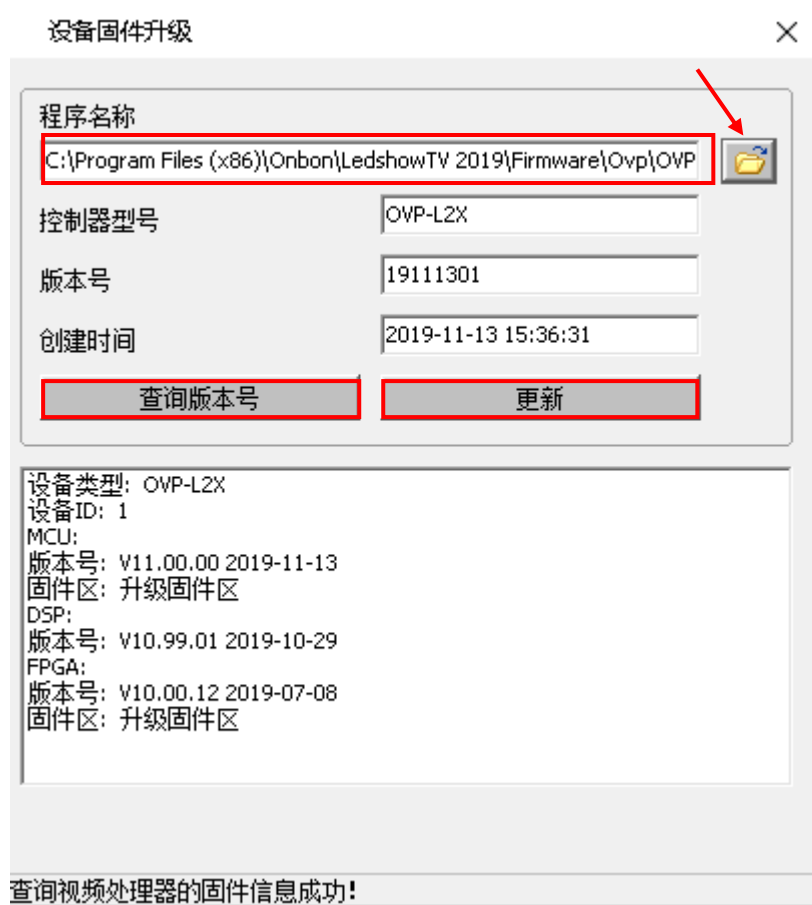 设备固件升级
程序名称
C:\Program Files (x86)\Onbon\LedshowTV 2019\Firmware\Ovp\OVP
控制器型号 OVP-L2X
版本号 19111301
创建时间 2019-11-13 15:36:31
查询版本号 更新
设备类型: OVP-L2X
设备ID: 1
MCU:
版本号: V11.00.00 2019-11-13
固件区: 升级固件区
DSP:
版本号: V10.99.01 2019-10-29
FPGA:
版本号: V10.00.12 2019-07-08
固件区: 升级固件区
查询视频处理器的固件信息成功!